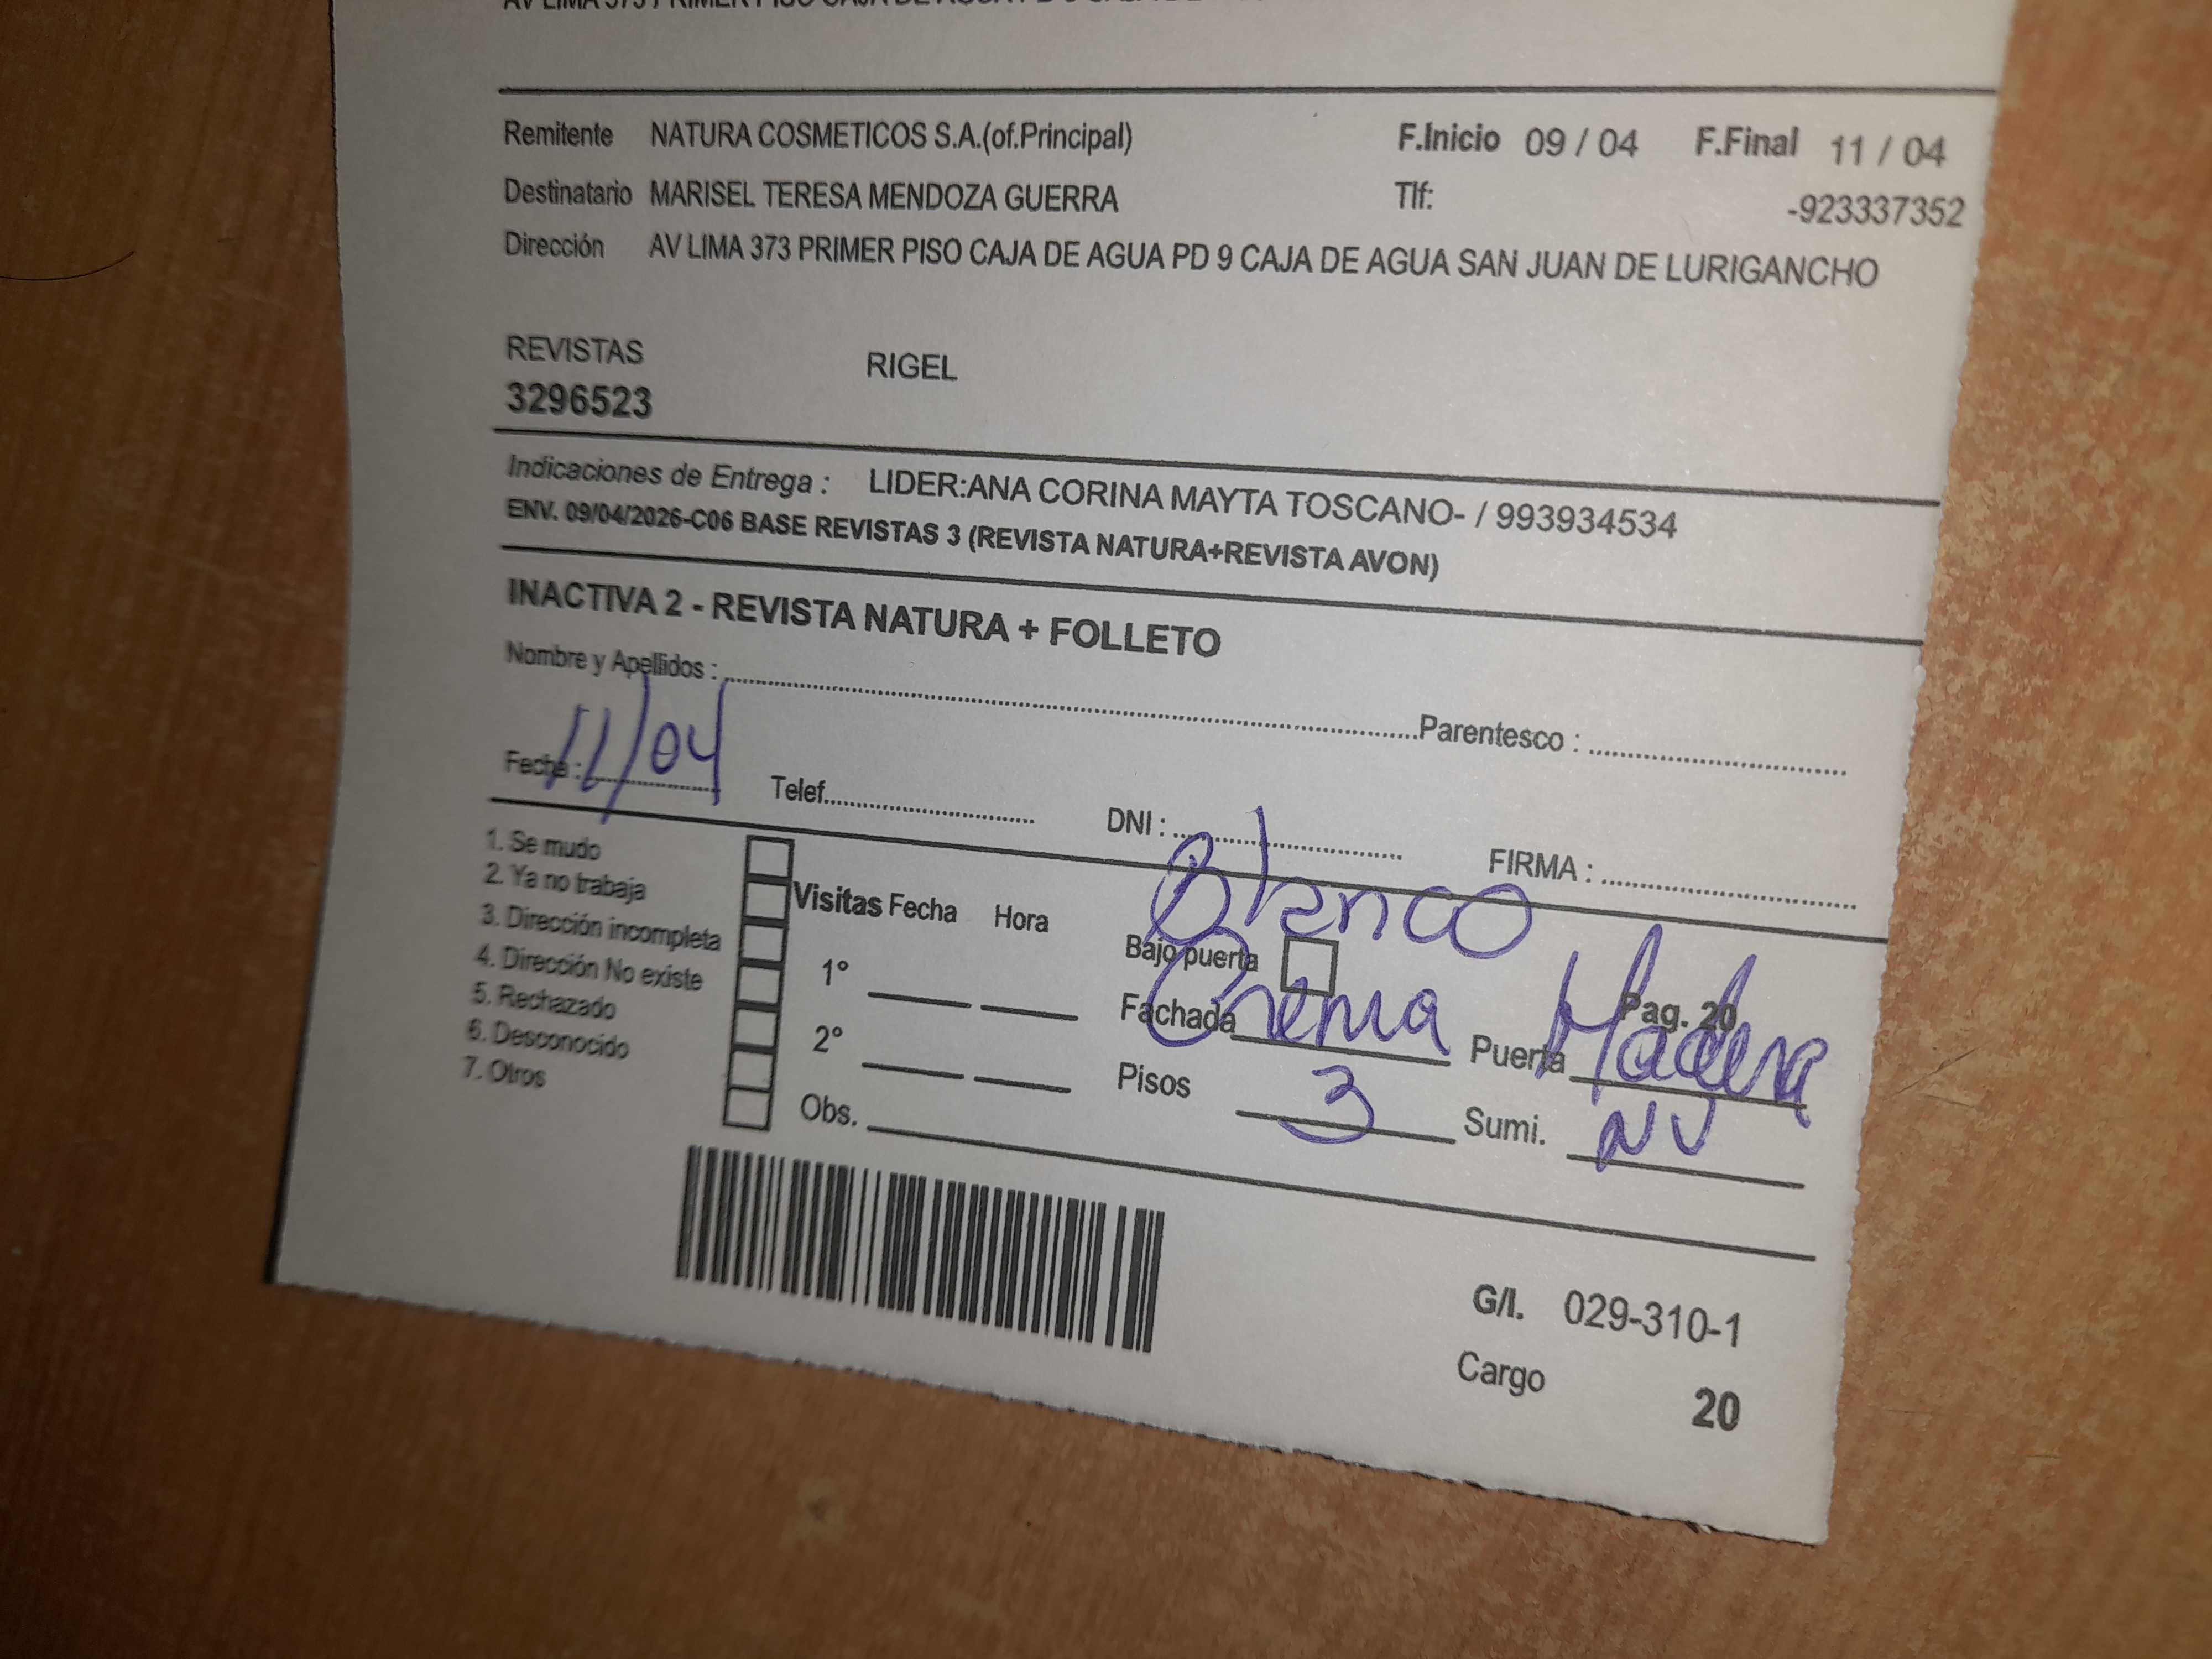 Remitente NATURA COSMETICOS S.A.(of.Principal) F.Inicio 09 / 04 F.Final 11 / 04
Destinatario MARISEL TERESA MENDOZA GUERRA Tlf: -923337352
Dirección AV LIMA 373 PRIMER PISO CAJA DE AGUA PD 9 CAJA DE AGUA SAN JUAN DE LURIGANCHO
REVISTAS RIGEL
3296523
Indicaciones de Entrega : LIDER:ANA CORINA MAYTA TOSCANO- / 993934534
ENV. 09/04/2026-C06 BASE REVISTAS 3 (REVISTA NATURA+REVISTA AVON)
INACTIVA 2 - REVISTA NATURA + FOLLETO
Nombre y Apellidos : Parentesco :
Fecha : 11/04 Telef. DNI : FIRMA :
1. Se mudo
2. Ya no trabaja
3. Dirección incompleta
4. Dirección No existe
5. Rechazado
6. Desconocido
7. Otros
Visitas Fecha Hora
1°
2°
Obs.
Blanco
Bajo puerta
Pag. 20
Fachada Crema Puerta Madera
Pisos 3 Sumi. NV
G/I. 029-310-1
Cargo 20